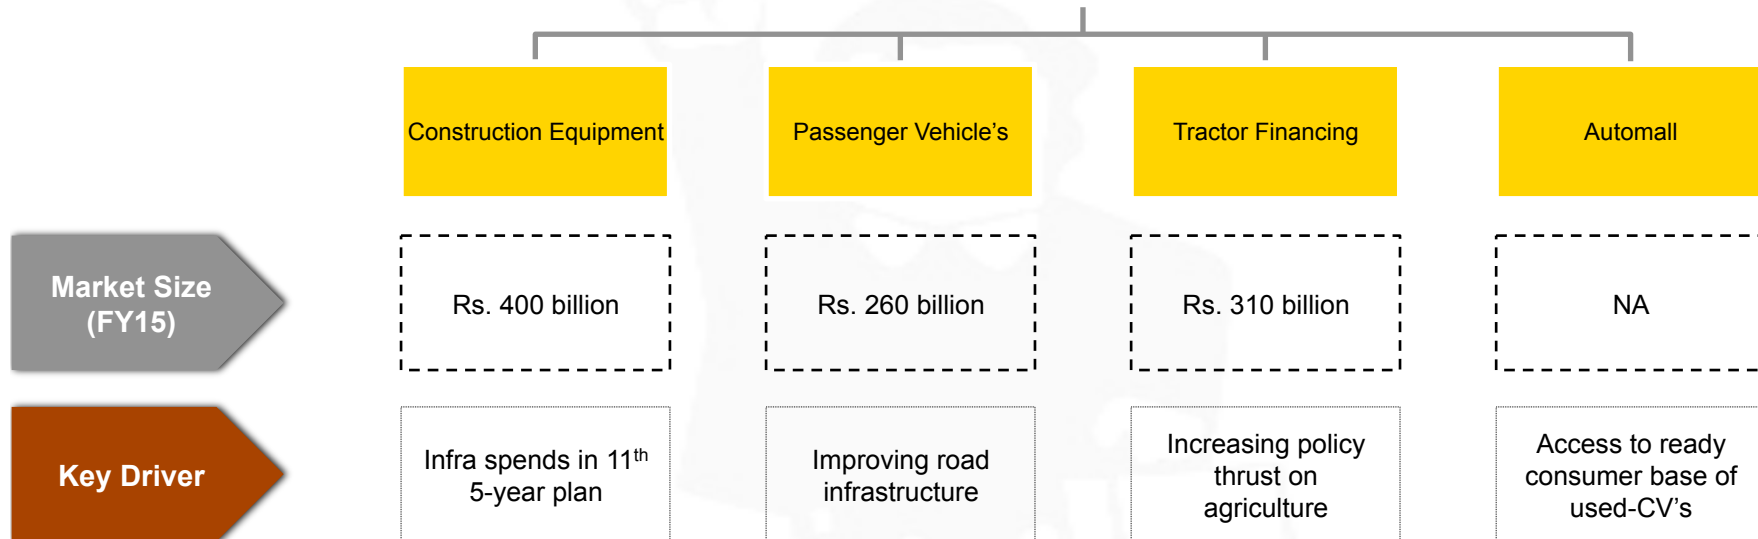 Construction Equipment
Passenger Vehicle’s
Tractor Financing
Automall
Market Size
(FY15)
Rs. 400 billion
Rs. 260 billion
Rs. 310 billion
NA
Key Driver
Infra spends in 11th
5-year plan
Improving road
infrastructure
Increasing policy
thrust on
agriculture
Access to ready
consumer base of
used-CV’s